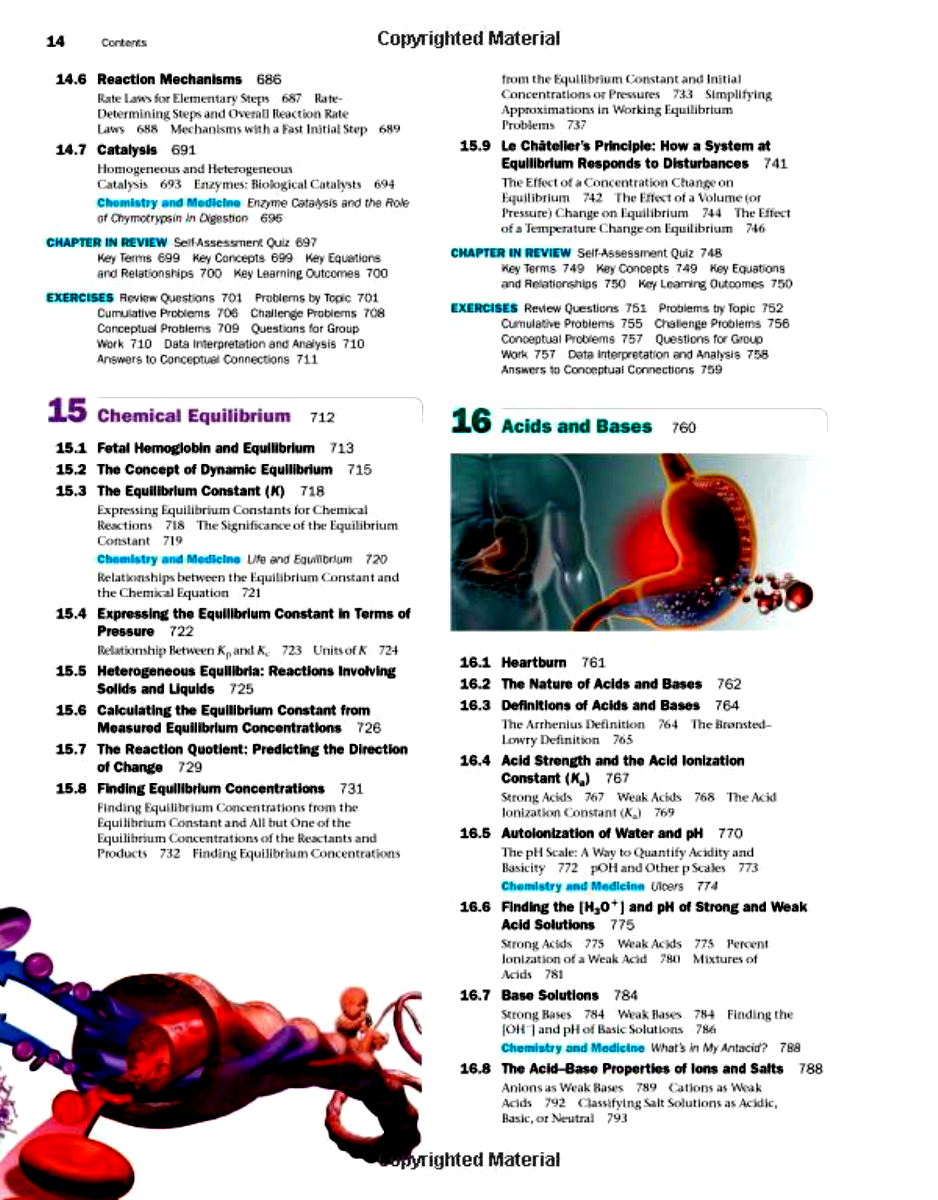 14 Contents
Copyrighted Material
14.6 Reaction Mechanisms 686
Rate Laws for Elementary Steps 687 Rate-
Determining Steps and Overall Reaction Rate
Laws 688 Mechanisms with a Fast Initial Step 689
14.7 Catalysis 691
Homogeneous and Heterogeneous
Catalysis 693 Enzymes: Biological Catalysts 694
Chemistry and Medicine Enzyme Catalysis and the Role
of Chymotrypsin in Digestion 696
CHAPTER IN REVIEW Self-Assessment Quiz 697
Key Terms 699 Key Concepts 699 Key Equations
and Relationships 700 Key Learning Outcomes 700
EXERCISES Review Questions 701 Problems by Topic 701
Cumulative Problems 706 Challenge Problems 708
Conceptual Problems 709 Questions for Group
Work 710 Data Interpretation and Analysis 710
Answers to Conceptual Connections 711
15 Chemical Equilibrium 712
15.1 Fetal Hemoglobin and Equilibrium 713
15.2 The Concept of Dynamic Equilibrium 715
15.3 The Equilibrium Constant (K) 718
Expressing Equilibrium Constants for Chemical
Reactions 718 The Significance of the Equilibrium
Constant 719
Chemistry and Medicine Life and Equilibrium 720
Relationships between the Equilibrium Constant and
the Chemical Equation 721
15.4 Expressing the Equilibrium Constant in Terms of
Pressure 722
Relationship Between Kp and Kc 723 Units of K 724
15.5 Heterogeneous Equilibria: Reactions Involving
Solids and Liquids 725
15.6 Calculating the Equilibrium Constant from
Measured Equilibrium Concentrations 726
15.7 The Reaction Quotient: Predicting the Direction
of Change 729
15.8 Finding Equilibrium Concentrations 731
Finding Equilibrium Concentrations from the
Equilibrium Constant and All but One of the
Equilibrium Concentrations of the Reactants and
Products 732 Finding Equilibrium Concentrations
from the Equilibrium Constant and Initial
Concentrations or Pressures 733 Simplifying
Approximations in Working Equilibrium
Problems 737
15.9 Le Châtelier's Principle: How a System at
Equilibrium Responds to Disturbances 741
The Effect of a Concentration Change on
Equilibrium 742 The Effect of a Volume (or
Pressure) Change on Equilibrium 744 The Effect
of a Temperature Change on Equilibrium 746
CHAPTER IN REVIEW Self-Assessment Quiz 748
Key Terms 749 Key Concepts 749 Key Equations
and Relationships 750 Key Learning Outcomes 750
EXERCISES Review Questions 751 Problems by Topic 752
Cumulative Problems 755 Challenge Problems 756
Conceptual Problems 757 Questions for Group
Work 757 Data Interpretation and Analysis 758
Answers to Conceptual Connections 759
16 Acids and Bases 760
16.1 Heartburn 761
16.2 The Nature of Acids and Bases 762
16.3 Definitions of Acids and Bases 764
The Arrhenius Definition 764 The Brønsted–
Lowry Definition 765
16.4 Acid Strength and the Acid Ionization
Constant (Ka) 767
Strong Acids 767 Weak Acids 768 The Acid
Ionization Constant (Ka) 769
16.5 Autoionization of Water and pH 770
The pH Scale: A Way to Quantify Acidity and
Basicity 772 pOH and Other p Scales 773
Chemistry and Medicine Ulcers 774
16.6 Finding the [H₃O⁺] and pH of Strong and Weak
Acid Solutions 775
Strong Acids 775 Weak Acids 775 Percent
Ionization of a Weak Acid 780 Mixtures of
Acids 781
16.7 Base Solutions 784
Strong Bases 784 Weak Bases 784 Finding the
[OH⁻] and pH of Basic Solutions 786
Chemistry and Medicine What's in My Antacid? 788
16.8 The Acid–Base Properties of Ions and Salts 788
Anions as Weak Bases 789 Cations as Weak
Acids 792 Classifying Salt Solutions as Acidic,
Basic, or Neutral 793
Copyrighted Material